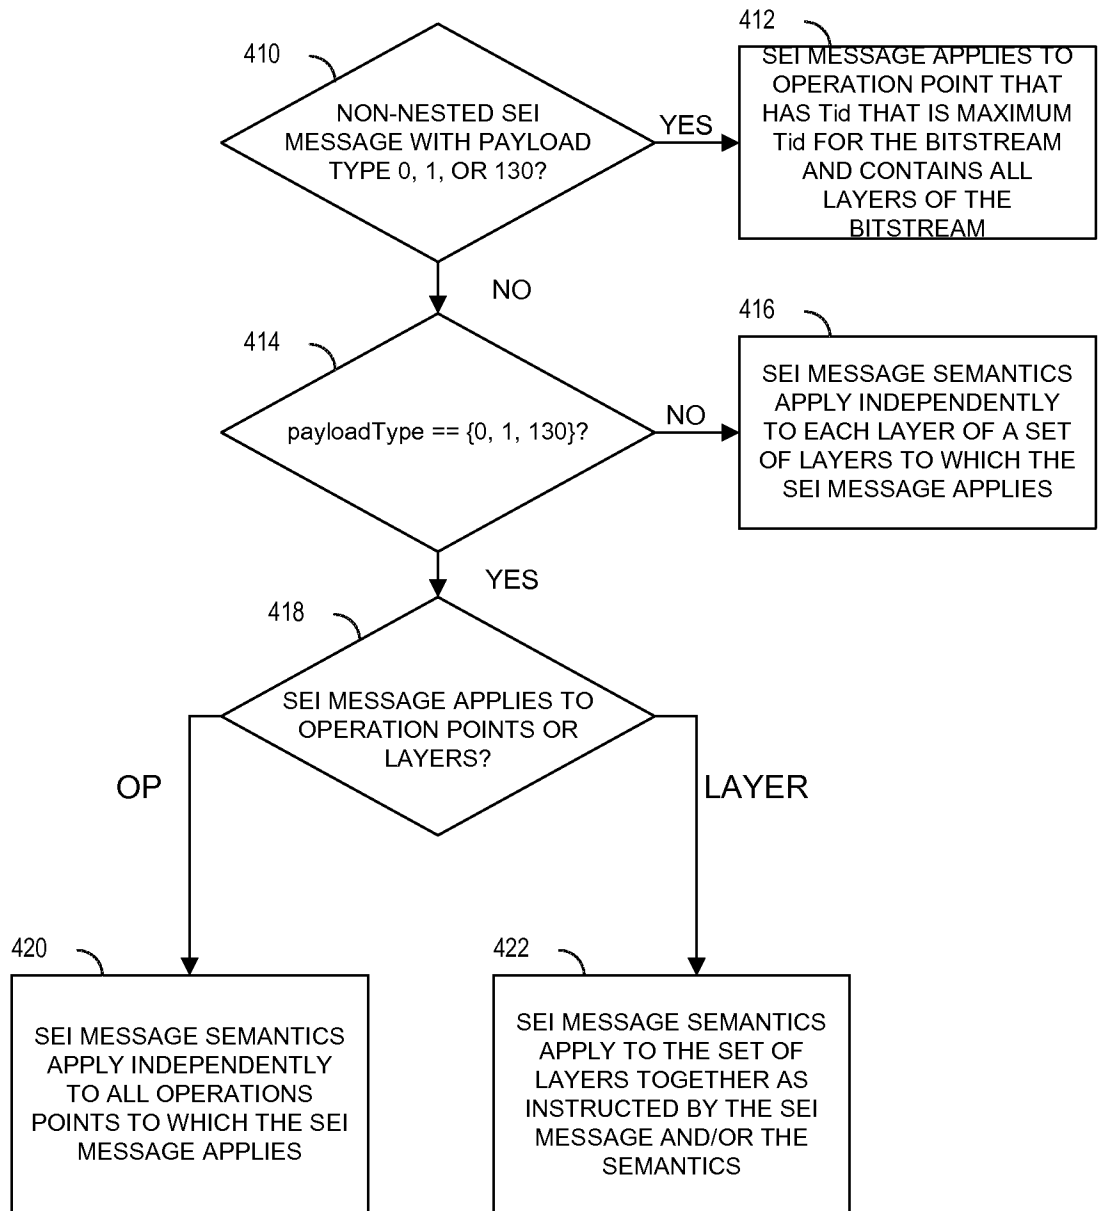 410
NON-NESTED SEI
MESSAGE WITH PAYLOAD
TYPE 0, 1, OR 130?
YES
412
SEI MESSAGE APPLIES TO
OPERATION POINT THAT
HAS Tid THAT IS MAXIMUM
Tid FOR THE BITSTREAM
AND CONTAINS ALL
LAYERS OF THE
BITSTREAM
NO
414
payloadType == {0, 1, 130}?
NO
416
SEI MESSAGE SEMANTICS
APPLY INDEPENDENTLY
TO EACH LAYER OF A SET
OF LAYERS TO WHICH THE
SEI MESSAGE APPLIES
YES
418
SEI MESSAGE APPLIES TO
OPERATION POINTS OR
LAYERS?
OP
LAYER
420
SEI MESSAGE SEMANTICS
APPLY INDEPENDENTLY
TO ALL OPERATIONS
POINTS TO WHICH THE SEI
MESSAGE APPLIES
422
SEI MESSAGE SEMANTICS
APPLY TO THE SET OF
LAYERS TOGETHER AS
INSTRUCTED BY THE SEI
MESSAGE AND/OR THE
SEMANTICS